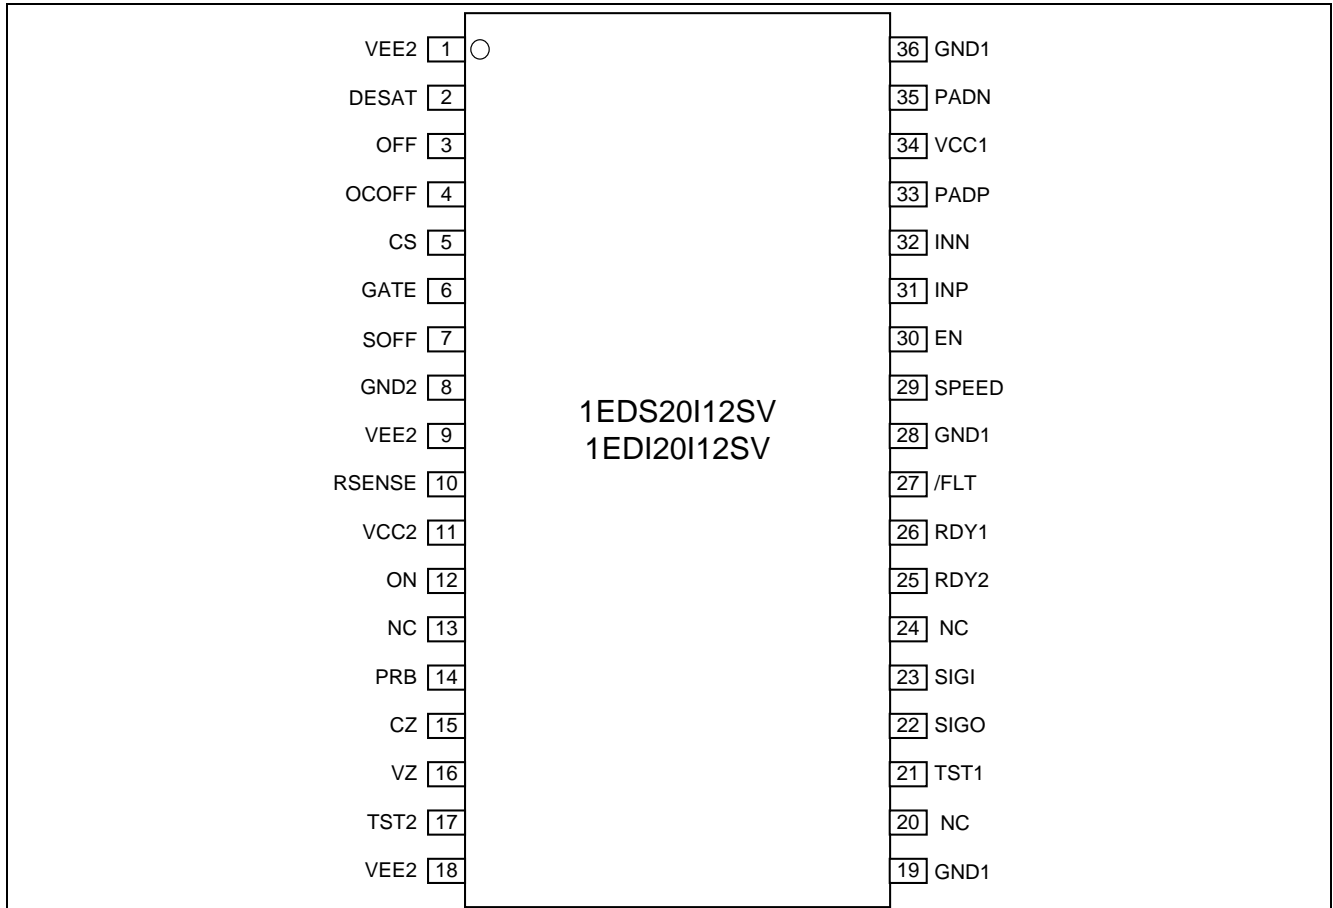 VEE2 1 36 GND1
DESAT 2 35 PADN
OFF 3 34 VCC1
OCOFF 4 33 PADP
CS 5 32 INN
GATE 6 31 INP
SOFF 7 30 EN
GND2 8 29 SPEED
1EDS20I12SV
1EDI20I12SV
VEE2 9 28 GND1
RSENSE 10 27 /FLT
VCC2 11 26 RDY1
ON 12 25 RDY2
NC 13 24 NC
PRB 14 23 SIGI
CZ 15 22 SIGO
VZ 16 21 TST1
TST2 17 20 NC
VEE2 18 19 GND1